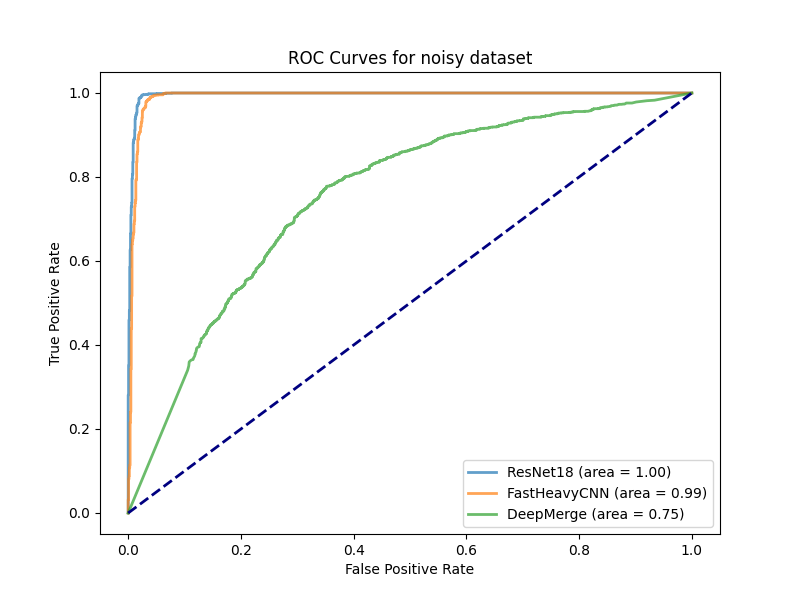 ROC Curves for noisy dataset
True Positive Rate
1.0
0.8
0.6
0.4
0.2
0.0
ResNet18 (area = 1.00)
FastHeavyCNN (area = 0.99)
DeepMerge (area = 0.75)
0.0 0.2 0.4 0.6 0.8 1.0
False Positive Rate